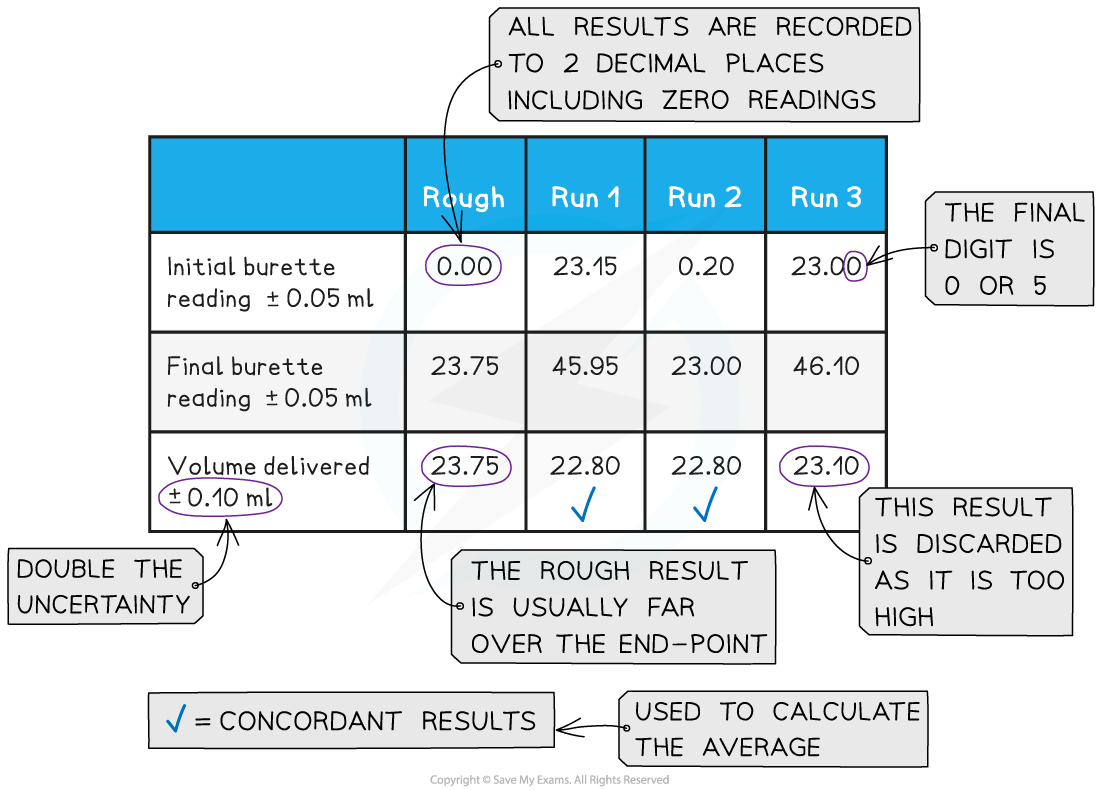 ALL RESULTS ARE RECORDED
TO 2 DECIMAL PLACES
INCLUDING ZERO READINGS
Rough Run 1 Run 2 Run 3
THE FINAL
DIGIT IS
0 OR 5
Initial burette
reading ± 0.05 ml
0.00 23.15 0.20 23.00
Final burette
reading ± 0.05 ml
23.75 45.95 23.00 46.10
Volume delivered
± 0.10 ml
23.75 22.80 22.80 23.10
✓ ✓
THIS RESULT
IS DISCARDED
AS IT IS TOO
HIGH
DOUBLE THE
UNCERTAINTY
THE ROUGH RESULT
IS USUALLY FAR
OVER THE END-POINT
✓ = CONCORDANT RESULTS
USED TO CALCULATE
THE AVERAGE
Copyright © Save My Exams. All Rights Reserved